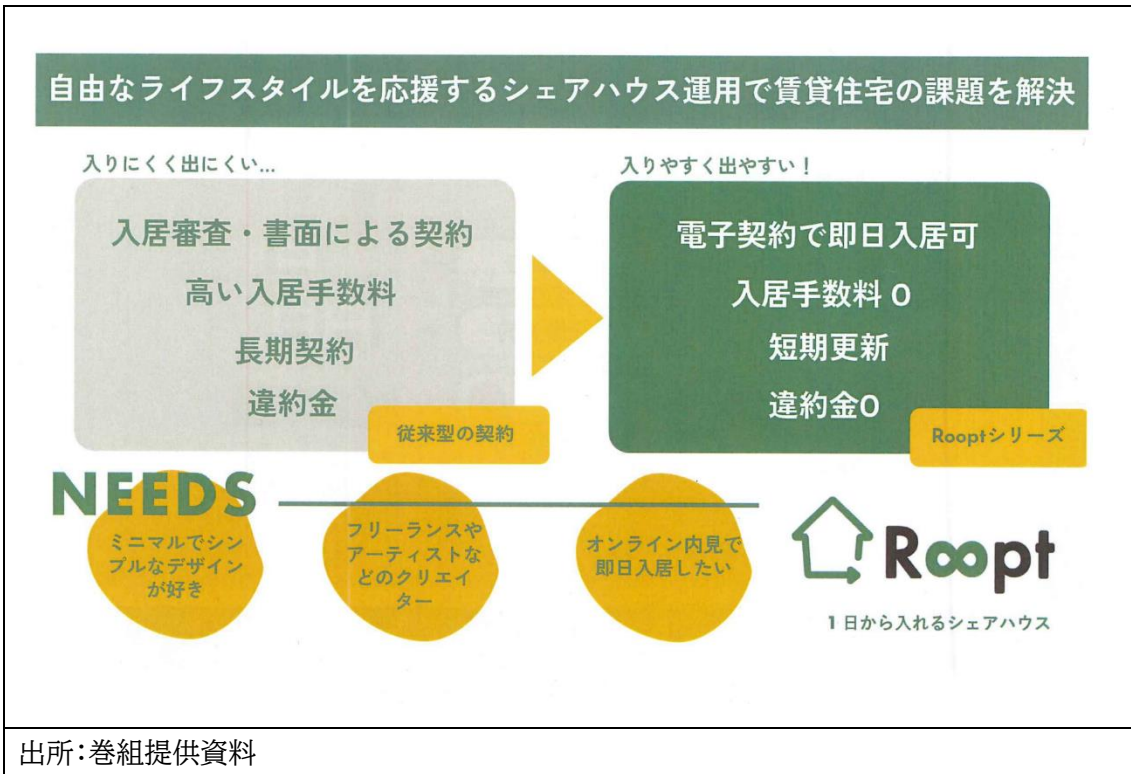 自由なライフスタイルを応援するシェアハウス運用で賃貸住宅の課題を解決
入りにくく出にくい...
入居審査・書面による契約
高い入居手数料
長期契約
違約金
従来型の契約
入りやすく出やすい！
電子契約で即日入居可
入居手数料 0
短期更新
違約金0
Rooptシリーズ
NEEDS
ミニマルでシン
プルなデザイン
が好き
フリーランスや
アーティストな
どのクリエイ
ター
オンライン内見で
即日入居したい
Roopt
1日から入れるシェアハウス
出所：巻組提供資料